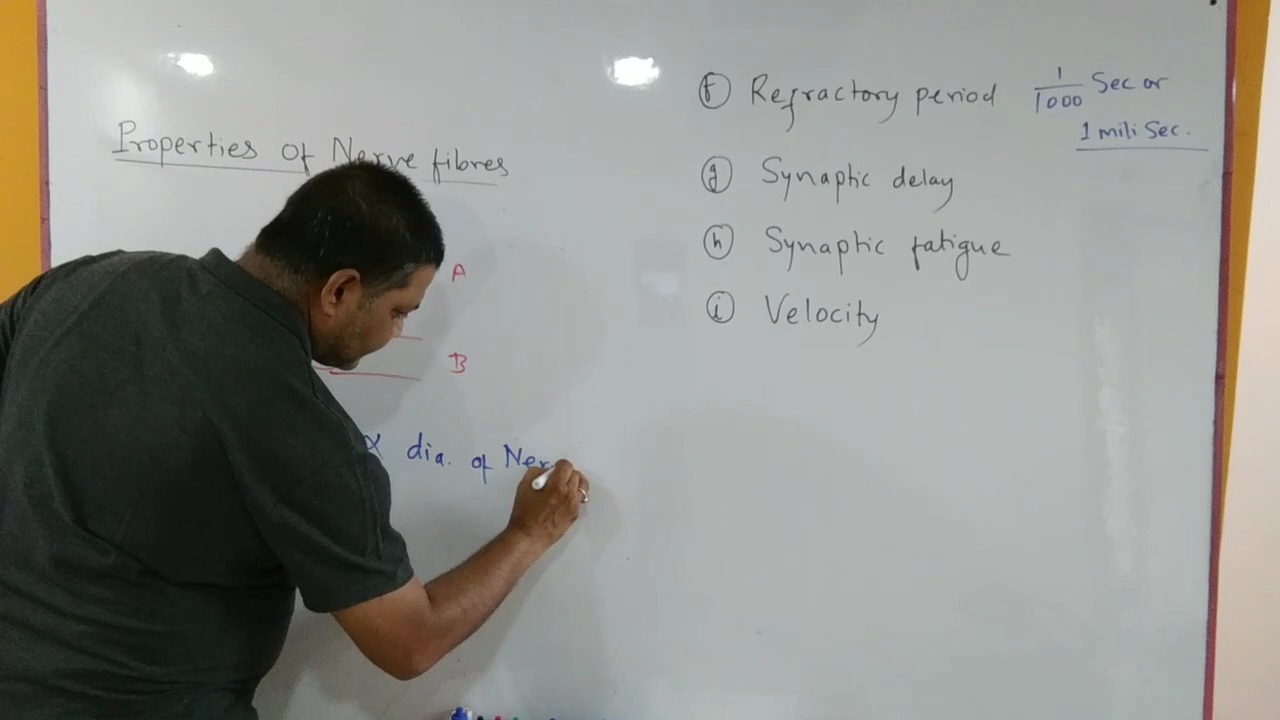 Properties of Nerve fibres
A
B
α dia. of Ner
(f) Refractory period 1/1000 Sec or
1 mili Sec.
(g) Synaptic delay
(h) Synaptic fatigue
(i) Velocity